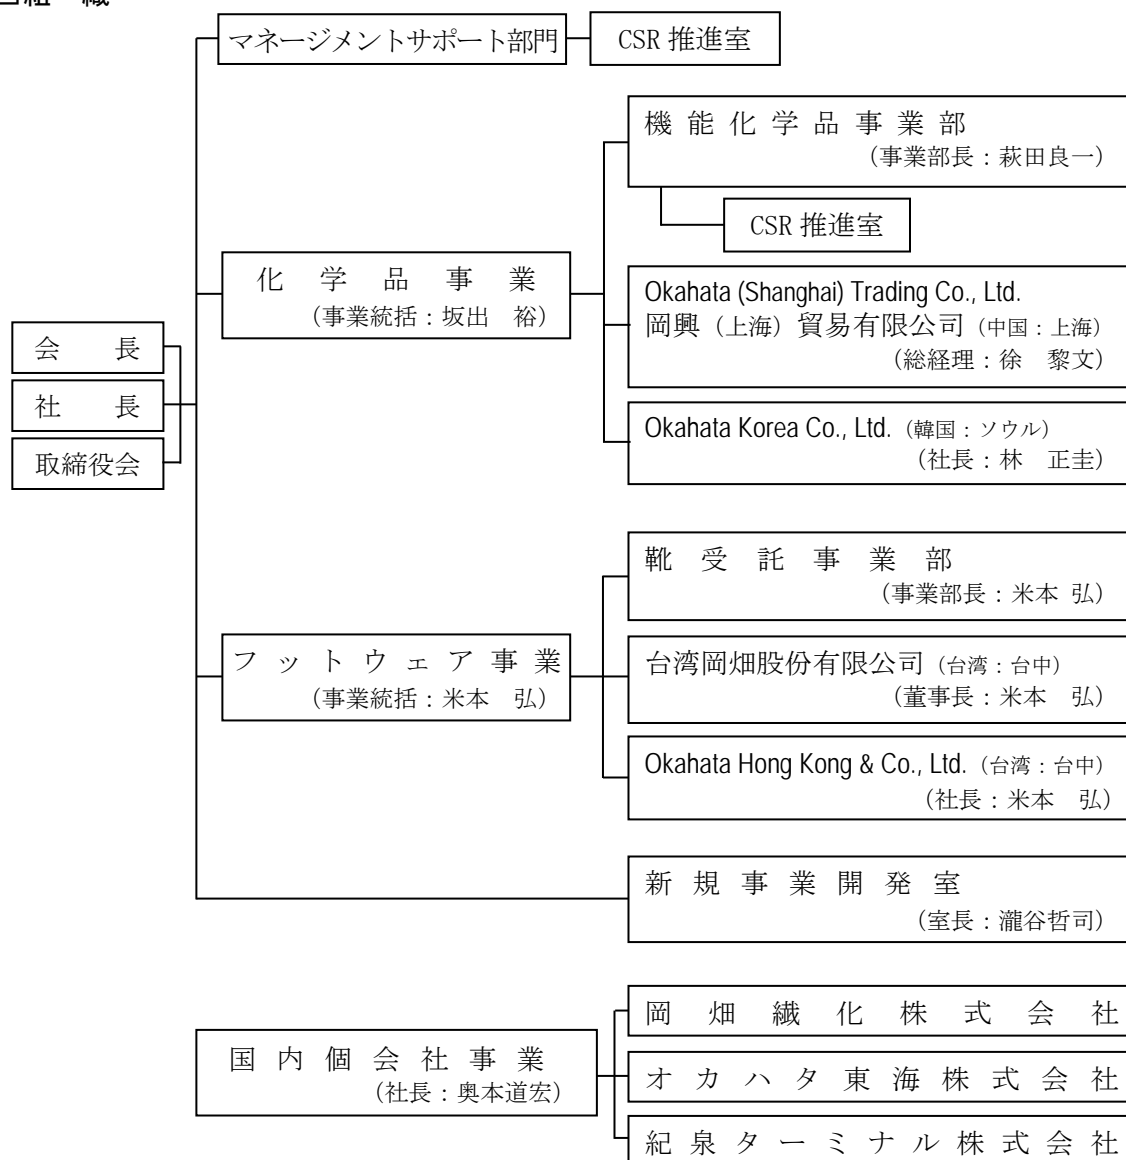 組 織
マネージメントサポート部門
CSR 推進室
機能化学品事業部
（事業部長：萩田良一）
CSR 推進室
化学品事業
（事業統括：坂出 裕）
Okahata (Shanghai) Trading Co., Ltd.
岡興（上海）貿易有限公司（中国：上海）
（総経理：徐 黎文）
Okahata Korea Co., Ltd.（韓国：ソウル）
（社長：林 正圭）
会長
社長
取締役会
靴受託事業部
（事業部長：米本 弘）
フットウェア事業
（事業統括：米本 弘）
台湾岡畑股份有限公司（台湾：台中）
（董事長：米本 弘）
Okahata Hong Kong & Co., Ltd.（台湾：台中）
（社長：米本 弘）
新規事業開発室
（室長：瀧谷哲司）
国内個会社事業
（社長：奥本道宏）
岡畑繊化株式会社
オカハタ東海株式会社
紀泉ターミナル株式会社